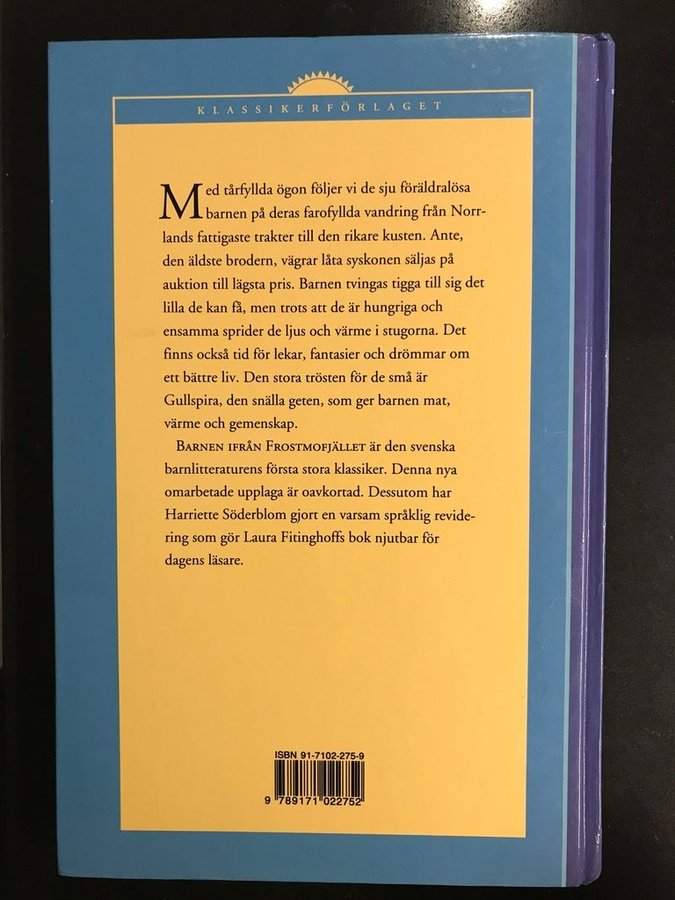 KLASSIKERFÖRLAGET
Med tårfyllda ögon följer vi de sju föräldralösa
barnen på deras farofyllda vandring från Norr-
lands fattigaste trakter till den rikare kusten. Ante,
den äldste brodern, vägrar låta syskonen säljas på
auktion till lägsta pris. Barnen tvingas tigga till sig det
lilla de kan få, men trots att de är hungriga och
ensamma sprider de ljus och värme i stugorna. Det
finns också tid för lekar, fantasier och drömmar om
ett bättre liv. Den stora trösten för de små är
Gullspira, den snälla geten, som ger barnen mat,
värme och gemenskap.
BARNEN IFRÅN FROSTMOFJÄLLET är den svenska
barnlitteraturens första stora klassiker. Denna nya
omarbetade upplaga är oavkortad. Dessutom har
Harriette Söderblom gjort en varsam språklig revide-
ring som gör Laura Fitinghoffs bok njutbar för
dagens läsare.
ISBN 91-7102-275-9
9 789171 022752